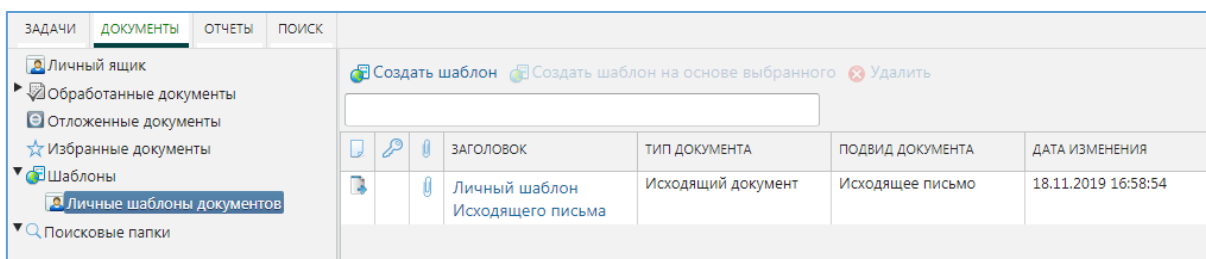 ЗАДАЧИ ДОКУМЕНТЫ ОТЧЕТЫ ПОИСК
Личный ящик
Обработанные документы
Отложенные документы
Избранные документы
Шаблоны
Личные шаблоны документов
Поисковые папки
Создать шаблон Создать шаблон на основе выбранного Удалить
ЗАГОЛОВОК ТИП ДОКУМЕНТА ПОДВИД ДОКУМЕНТА ДАТА ИЗМЕНЕНИЯ
Личный шаблон Исходящий документ Исходящее письмо 18.11.2019 16:58:54
Исходящего письма